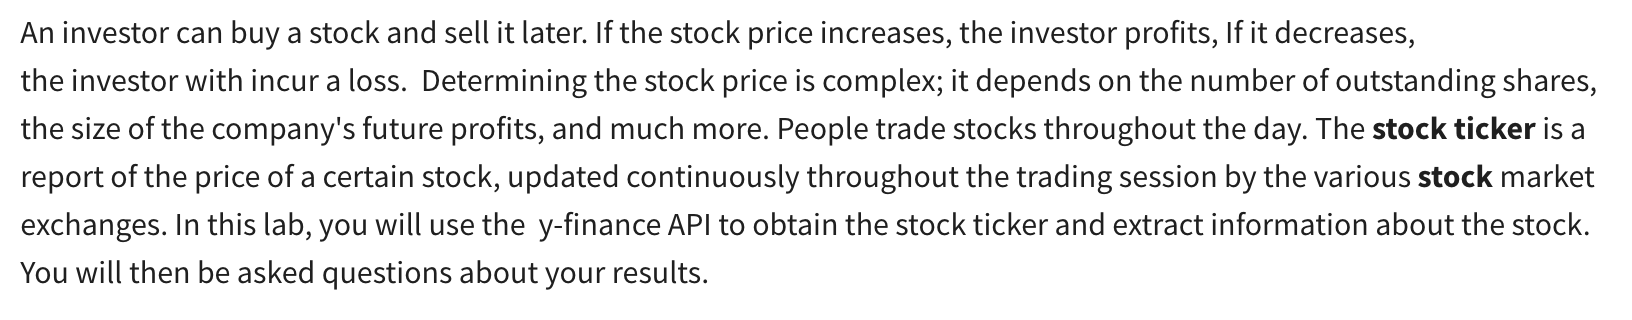 An investor can buy a stock and sell it later. If the stock price increases, the investor profits, If it decreases,
the investor with incur a loss.  Determining the stock price is complex; it depends on the number of outstanding shares,
the size of the company's future profits, and much more. People trade stocks throughout the day. The stock ticker is a
report of the price of a certain stock, updated continuously throughout the trading session by the various stock market
exchanges. In this lab, you will use the  y-finance API to obtain the stock ticker and extract information about the stock.
You will then be asked questions about your results.